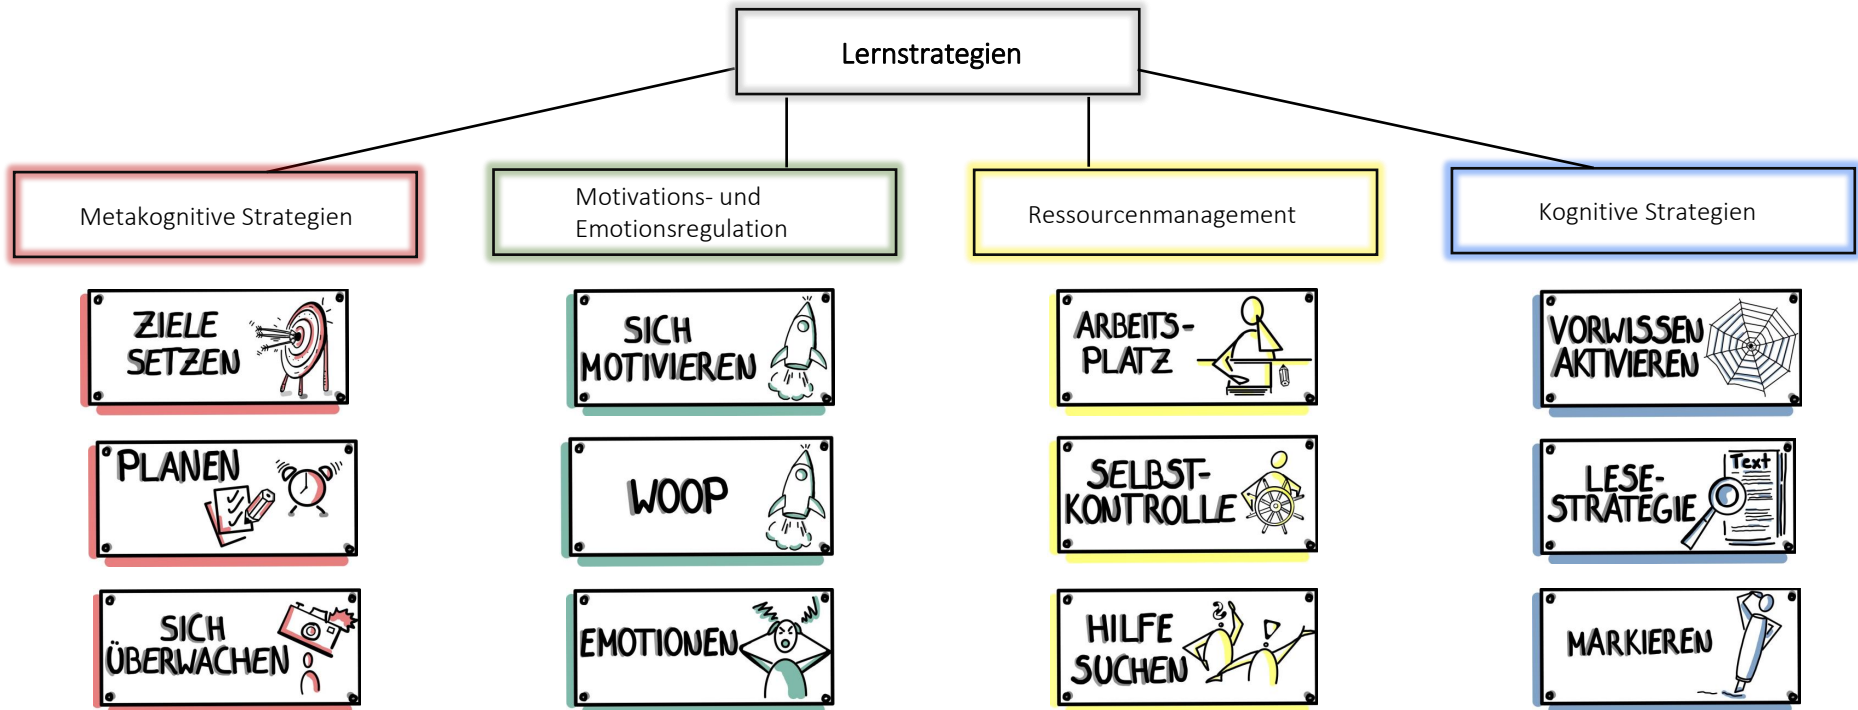 Lernstrategien
Metakognitive Strategien
Motivations- und
Emotionsregulation
Ressourcenmanagement
Kognitive Strategien
ZIELE
SETZEN
SICH
MOTIVIEREN
ARBEITS-
PLATZ
VORWISSEN
AKTIVIEREN
PLANEN
WOOP
SELBST-
KONTROLLE
LESE-
STRATEGIE
Text
SICH
ÜBERWACHEN
EMOTIONEN
HILFE
SUCHEN
?
!
MARKIEREN